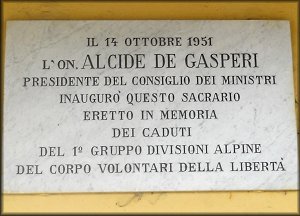 IL 14 OTTOBRE 1951
L'ON. ALCIDE DE GASPERI
PRESIDENTE DEL CONSIGLIO DEI MINISTRI
INAUGURÒ QUESTO SACRARIO
ERETTO IN MEMORIA
DEI CADUTI
DEL 1º GRUPPO DIVISIONI ALPINE
DEL CORPO VOLONTARI DELLA LIBERTÀ